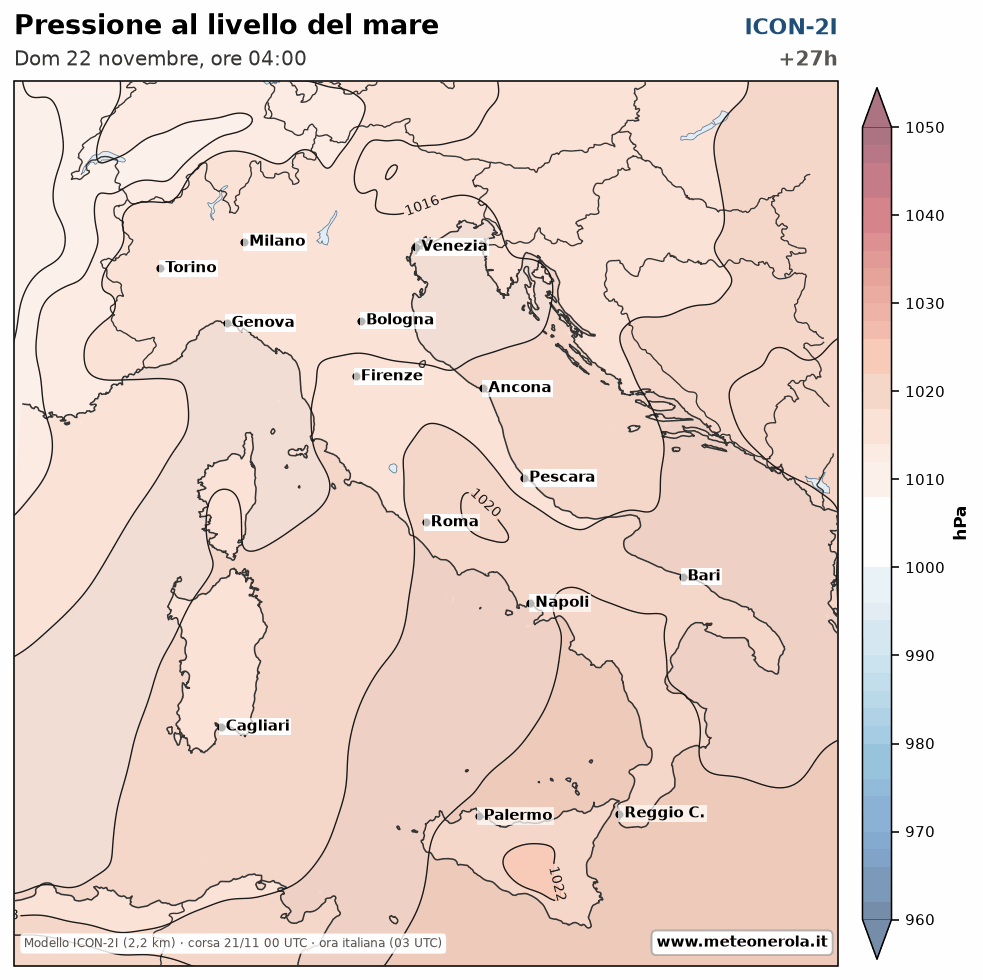 Pressione al livello del mare
ICON-2I
Dom 22 novembre, ore 04:00
+27h
1016
Milano
Venezia
Torino
Genova
Bologna
Firenze
Ancona
Pescara
1020
Roma
Bari
Napoli
Cagliari
Palermo
Reggio C.
1022
Modello ICON-2I (2,2 km) · corsa 21/11 00 UTC · ora italiana (03 UTC)
www.meteonerola.it
1050
1040
1030
1020
1010
1000
990
980
970
960
hPa